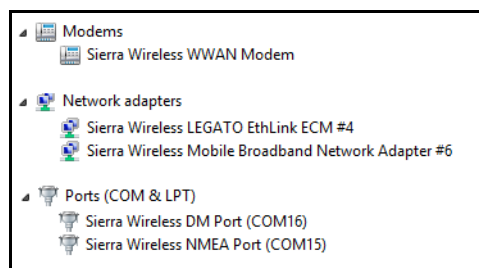 Modems
Sierra Wireless WWAN Modem
Network adapters
Sierra Wireless LEGATO EthLink ECM #4
Sierra Wireless Mobile Broadband Network Adapter #6
Ports (COM & LPT)
Sierra Wireless DM Port (COM16)
Sierra Wireless NMEA Port (COM15)